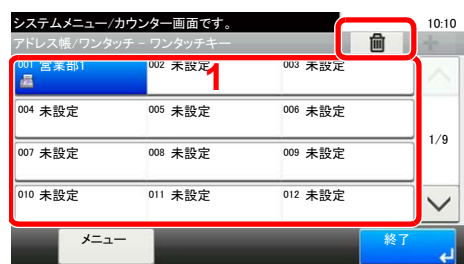 システムメニュー/カウンター画面です。 10:10
アドレス帳/ワンタッチ - ワンタッチキー
001 営業部1 002 未設定 003 未設定
1
004 未設定 005 未設定 006 未設定
1/9
007 未設定 008 未設定 009 未設定
010 未設定 011 未設定 012 未設定
メニュー 終了